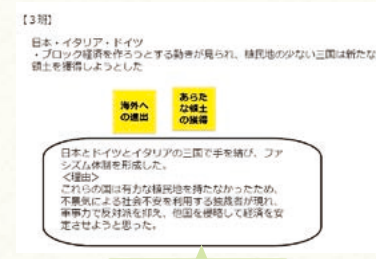 【3班】
日本・イタリア・ドイツ
・ブロック経済を作ろうとする動きが見られ、植民地の少ない三国は新たな
領土を獲得しようとした
海外へ
の進出
あらた
な領土
の獲得
日本とドイツとイタリアの三国で手を結び、ファ
シズム体制を形成した。
<理由>
これらの国は有力な植民地を持たなかったため、
不景気による社会不安を利用する独裁者が現れ、
軍事力で反対派を抑え、他国を侵略して経済を安
定させようと思った。